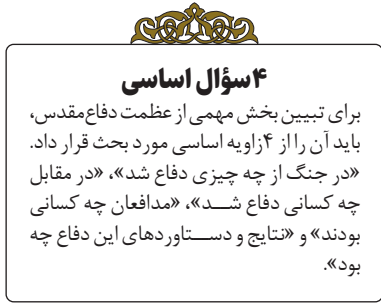 ۴سؤال اساسی
برای تبیین بخش مهمی از عظمت دفاع‌مقدس،
باید آن را از ۴زاویه اساسی مورد بحث قرار داد.
«در جنگ از چه چیزی دفاع شد»، «در مقابل
چه کسانی دفاع شـــد»، «مدافعان چه کسانی
بودند» و «نتایج و دســـتاوردهای این دفاع چه
بود».